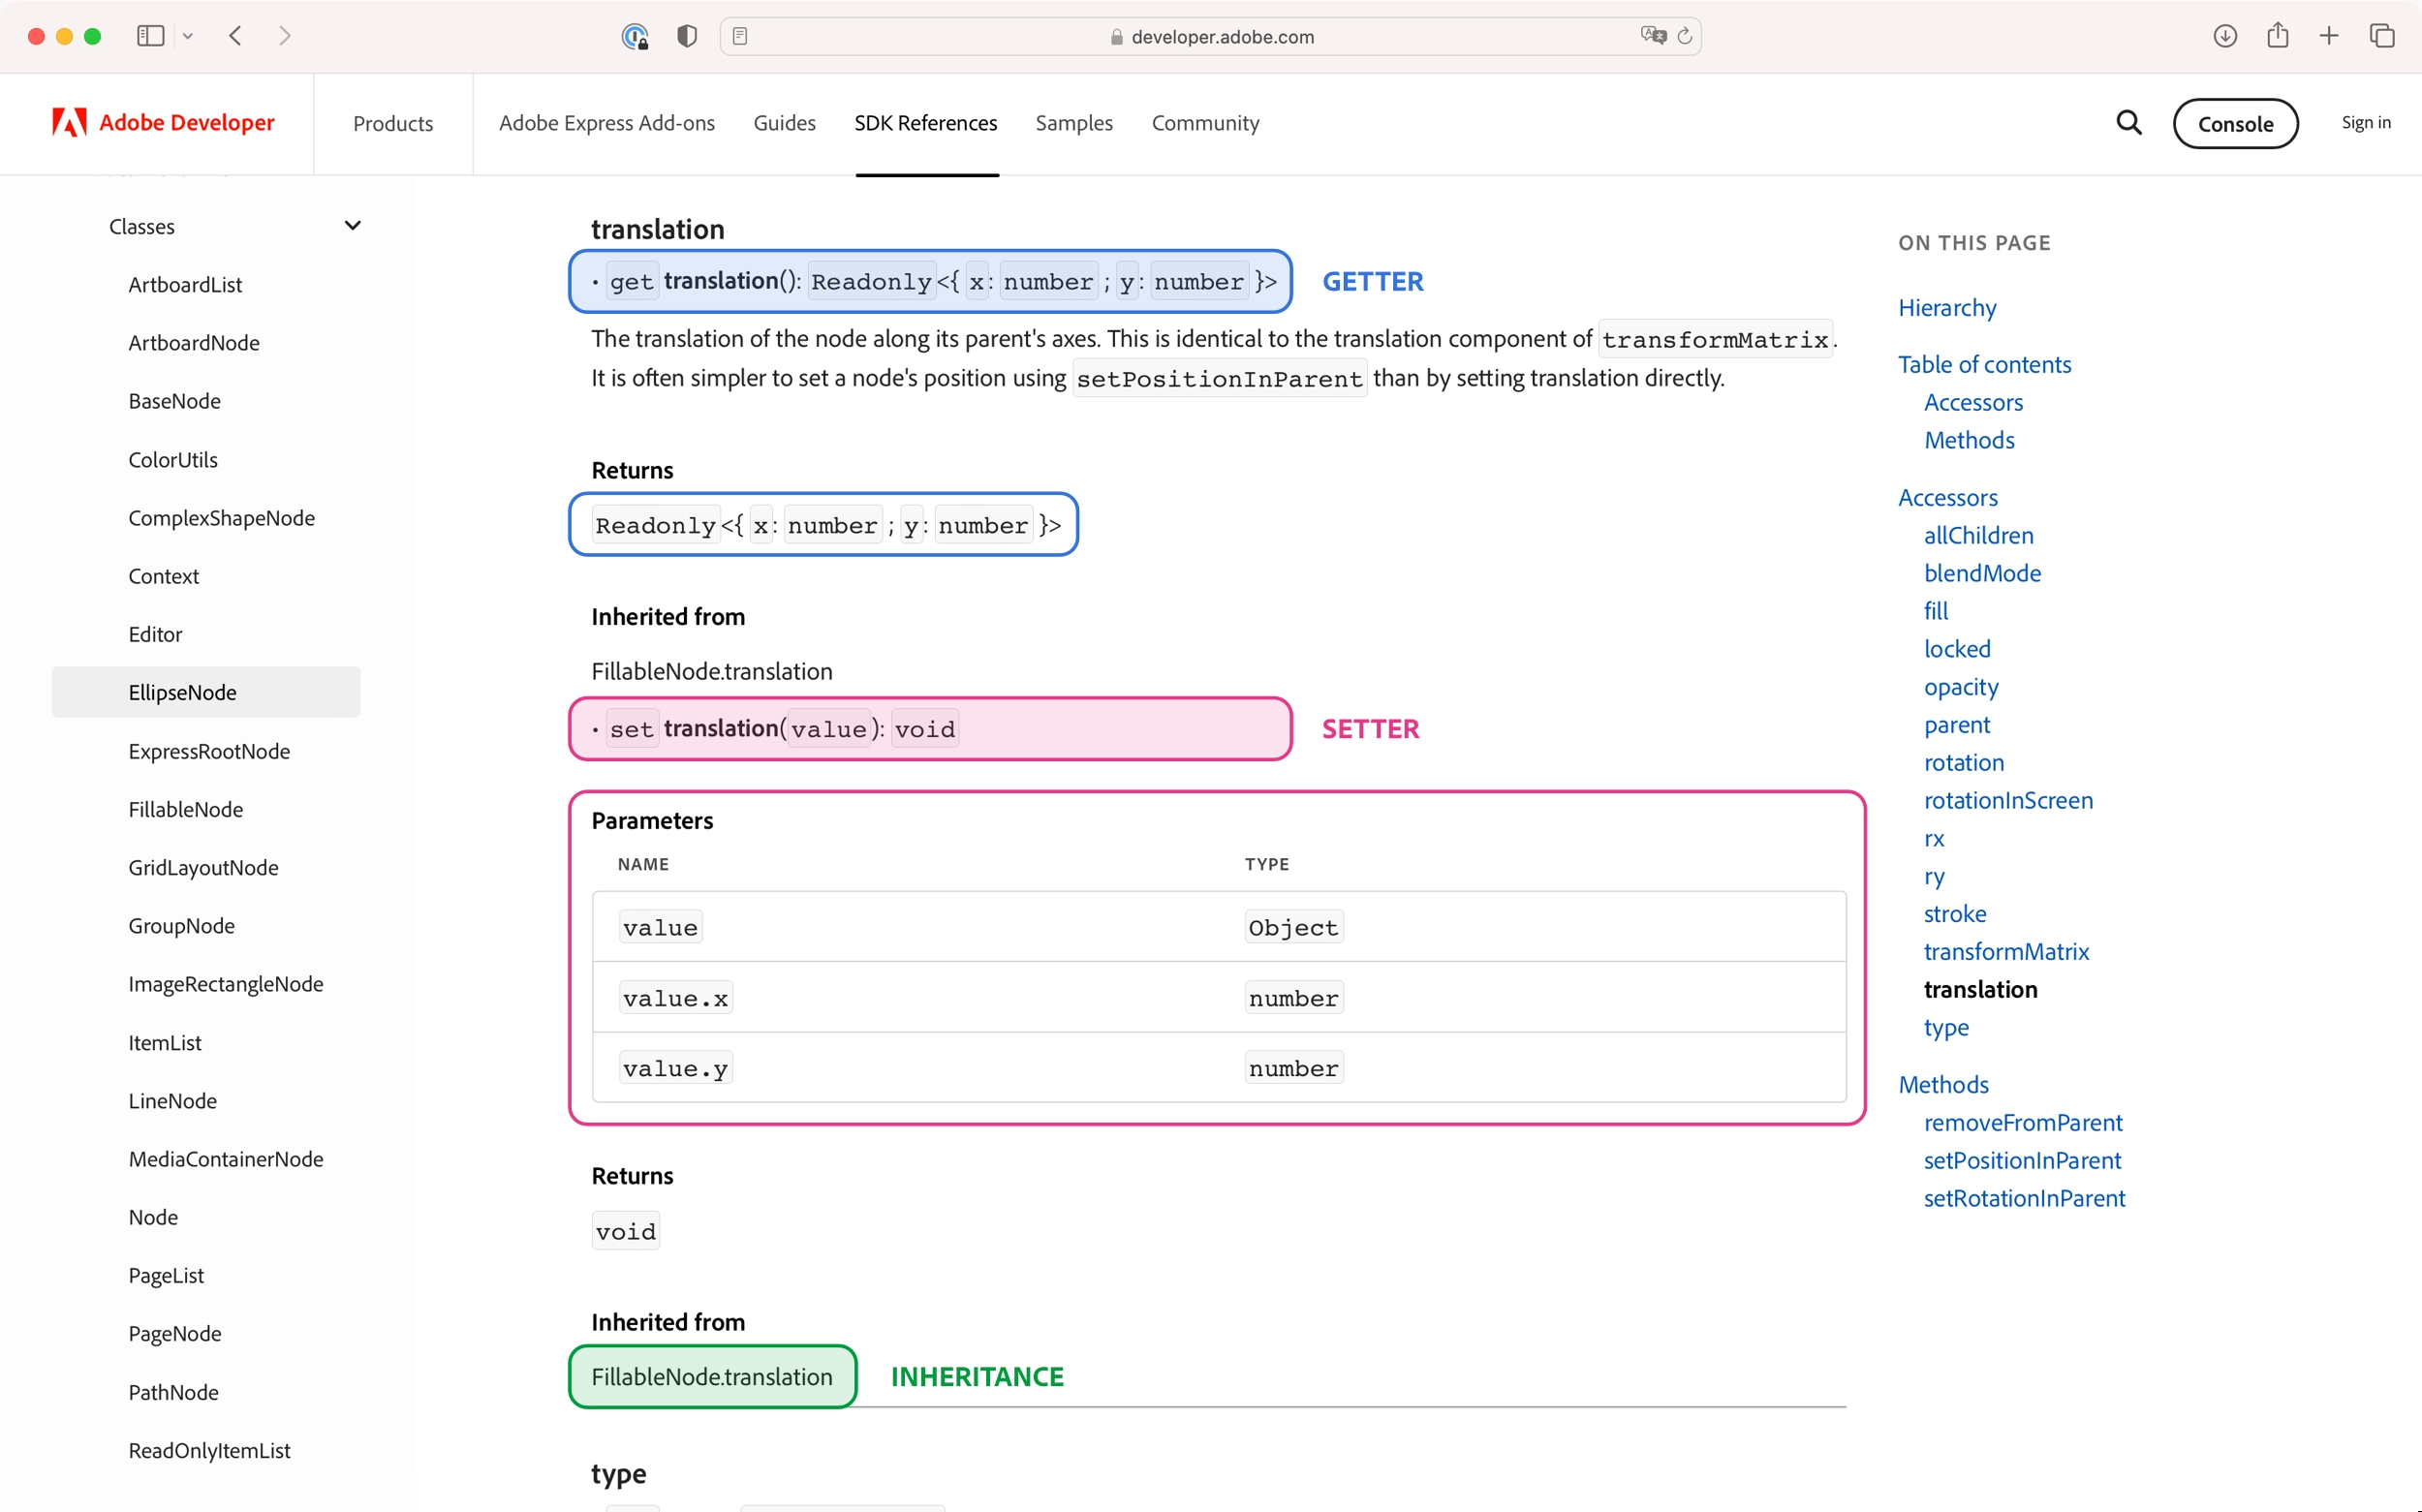 developer.adobe.com
Adobe Developer
Products
Adobe Express Add-ons
Guides
SDK References
Samples
Community
Console
Sign in
Classes
ArtboardList
ArtboardNode
BaseNode
ColorUtils
ComplexShapeNode
Context
Editor
EllipseNode
ExpressRootNode
FillableNode
GridLayoutNode
GroupNode
ImageRectangleNode
ItemList
LineNode
MediaContainerNode
Node
PageList
PageNode
PathNode
ReadOnlyItemList
translation
• get translation(): Readonly<{ x: number ; y: number }>
GETTER
The translation of the node along its parent's axes. This is identical to the translation component of transformMatrix.
It is often simpler to set a node's position using setPositionInParent than by setting translation directly.
Returns
Readonly<{ x: number ; y: number }>
Inherited from
FillableNode.translation
• set translation(value): void
SETTER
Parameters
NAME TYPE
value Object
value.x number
value.y number
Returns
void
Inherited from
FillableNode.translation
INHERITANCE
type
ON THIS PAGE
Hierarchy
Table of contents
Accessors
Methods
Accessors
allChildren
blendMode
fill
locked
opacity
parent
rotation
rotationInScreen
rx
ry
stroke
transformMatrix
translation
type
Methods
removeFromParent
setPositionInParent
setRotationInParent